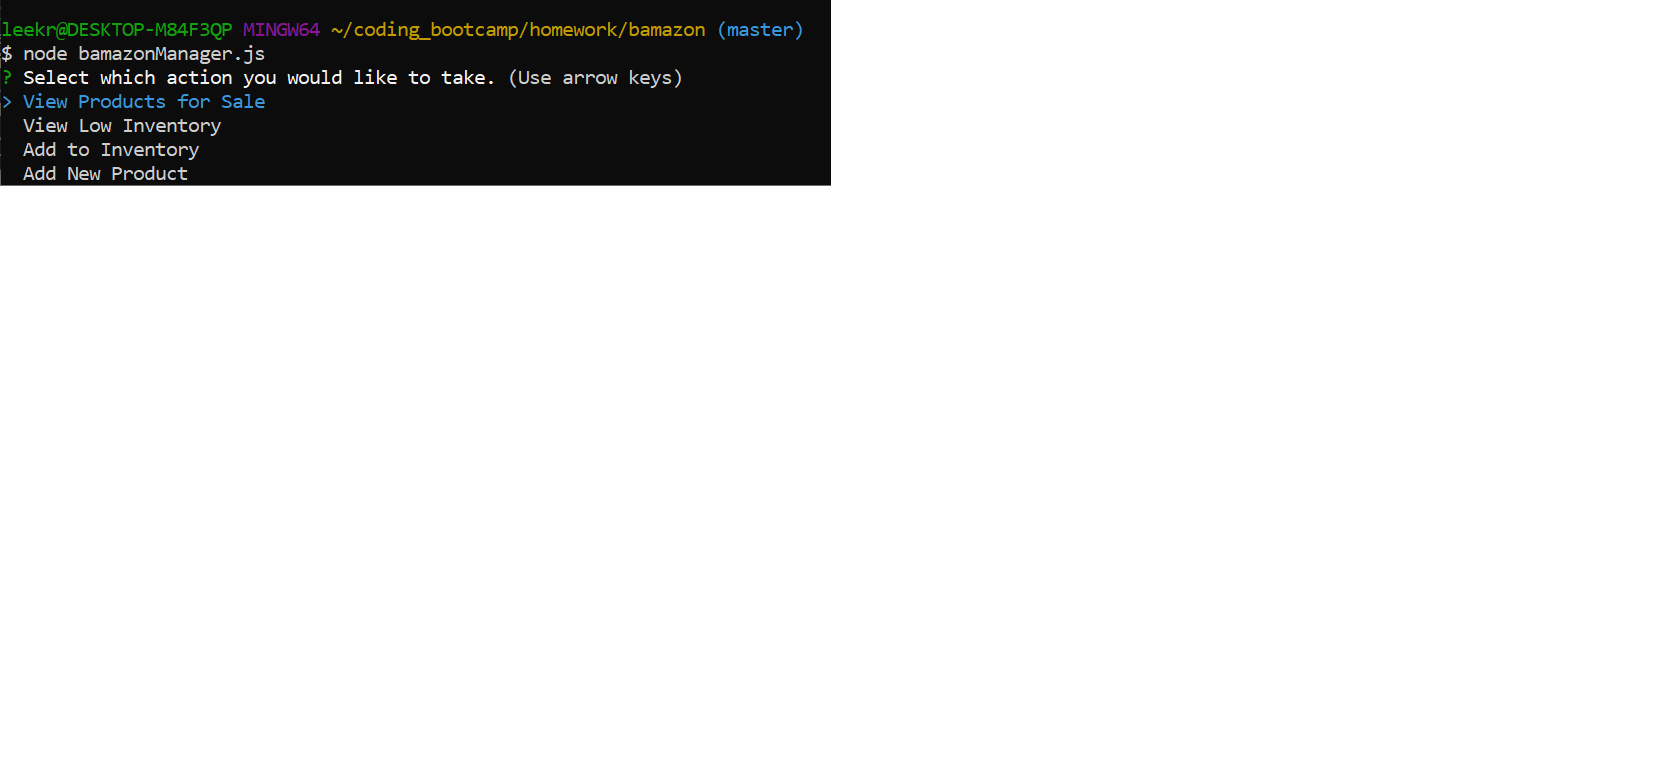 leekr@DESKTOP-M84F3QP MINGW64 ~/coding_bootcamp/homework/bamazon (master)
$ node bamazonManager.js
? Select which action you would like to take. (Use arrow keys)
> View Products for Sale
  View Low Inventory
  Add to Inventory
  Add New Product